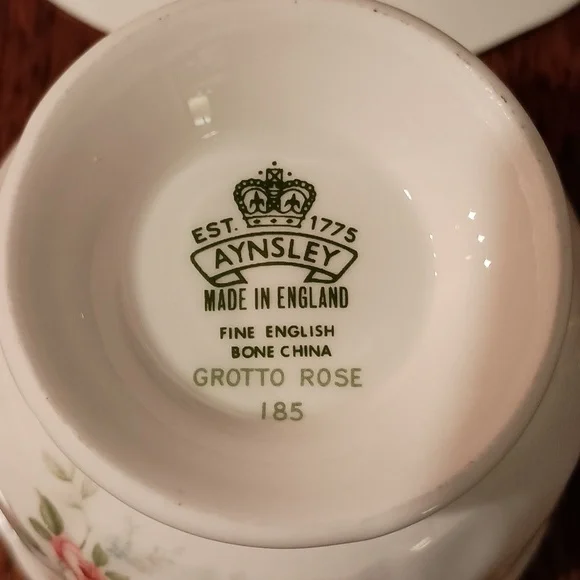 EST. 1775
AYNSLEY
MADE IN ENGLAND
FINE ENGLISH
BONE CHINA
GROTTO ROSE
185